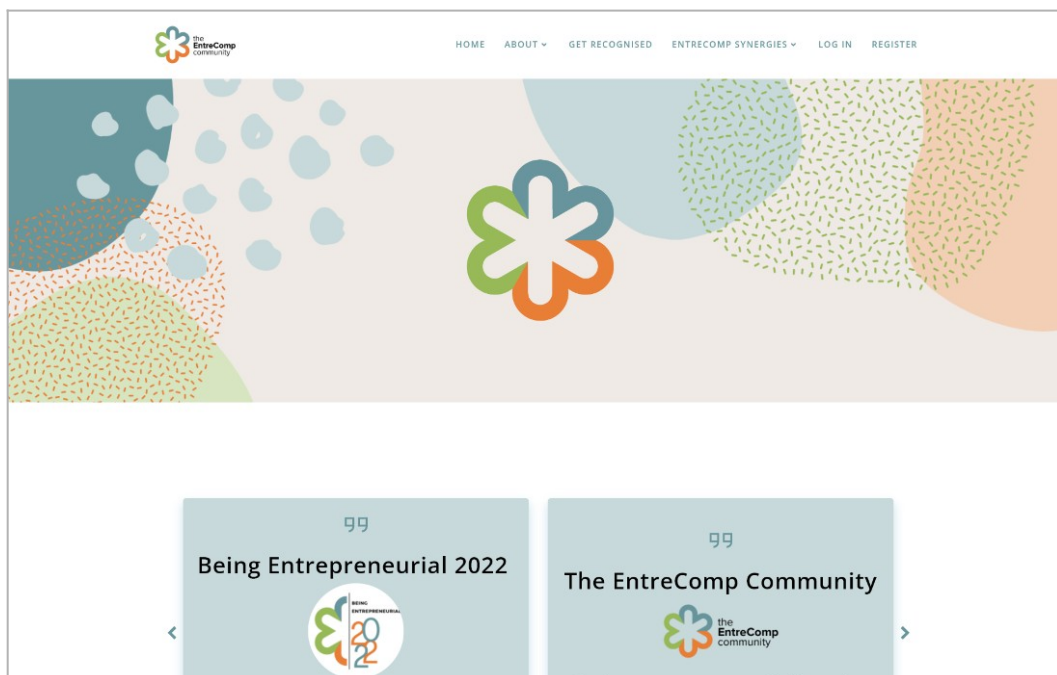 the
EntreComp
community
HOME ABOUT GET RECOGNISED ENTRECOMP SYNERGIES LOG IN REGISTER
Being Entrepreneurial 2022
BEING
ENTREPRENEURIAL
2022
The EntreComp Community
the
EntreComp
community